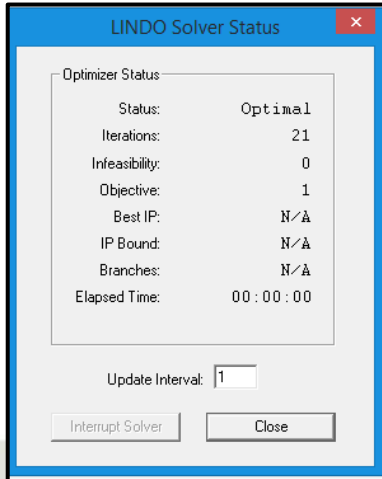 LINDO Solver Status
Optimizer Status
Status: Optimal
Iterations: 21
Infeasibility: 0
Objective: 1
Best IP: N/A
IP Bound: N/A
Branches: N/A
Elapsed Time: 00:00:00
Update Interval: 1
Interrupt Solver Close